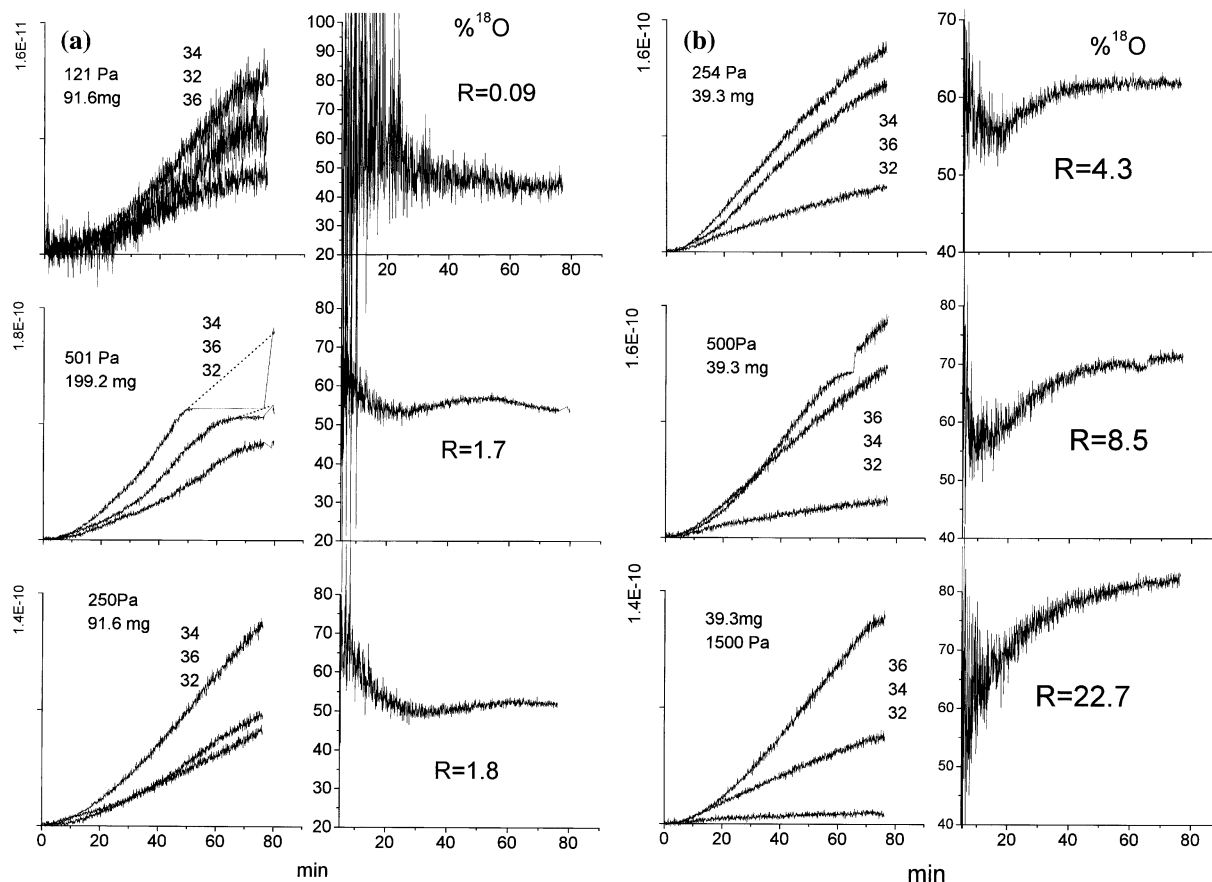 (a)
1.6E-11
121 Pa
91.6mg
34
32
36
100
90
80
70
60
50
40
30
20
20 40 60 80
%18O
R=0.09
1.8E-10
501 Pa
199.2 mg
34
36
32
80
70
60
50
40
30
20
R=1.7
1.4E-10
250Pa
91.6 mg
34
36
32
0 20 40 60 80
80
70
60
50
40
30
20
20 40 60 80
R=1.8
min
(b)
1.6E-10
254 Pa
39.3 mg
34
36
32
70
60
50
40
%18O
R=4.3
1.6E-10
500Pa
39.3 mg
36
34
32
80
70
60
50
40
R=8.5
1.4E-10
39.3mg
1500 Pa
36
34
32
0 20 40 60 80
80
70
60
50
40
20 40 60 80
R=22.7
min